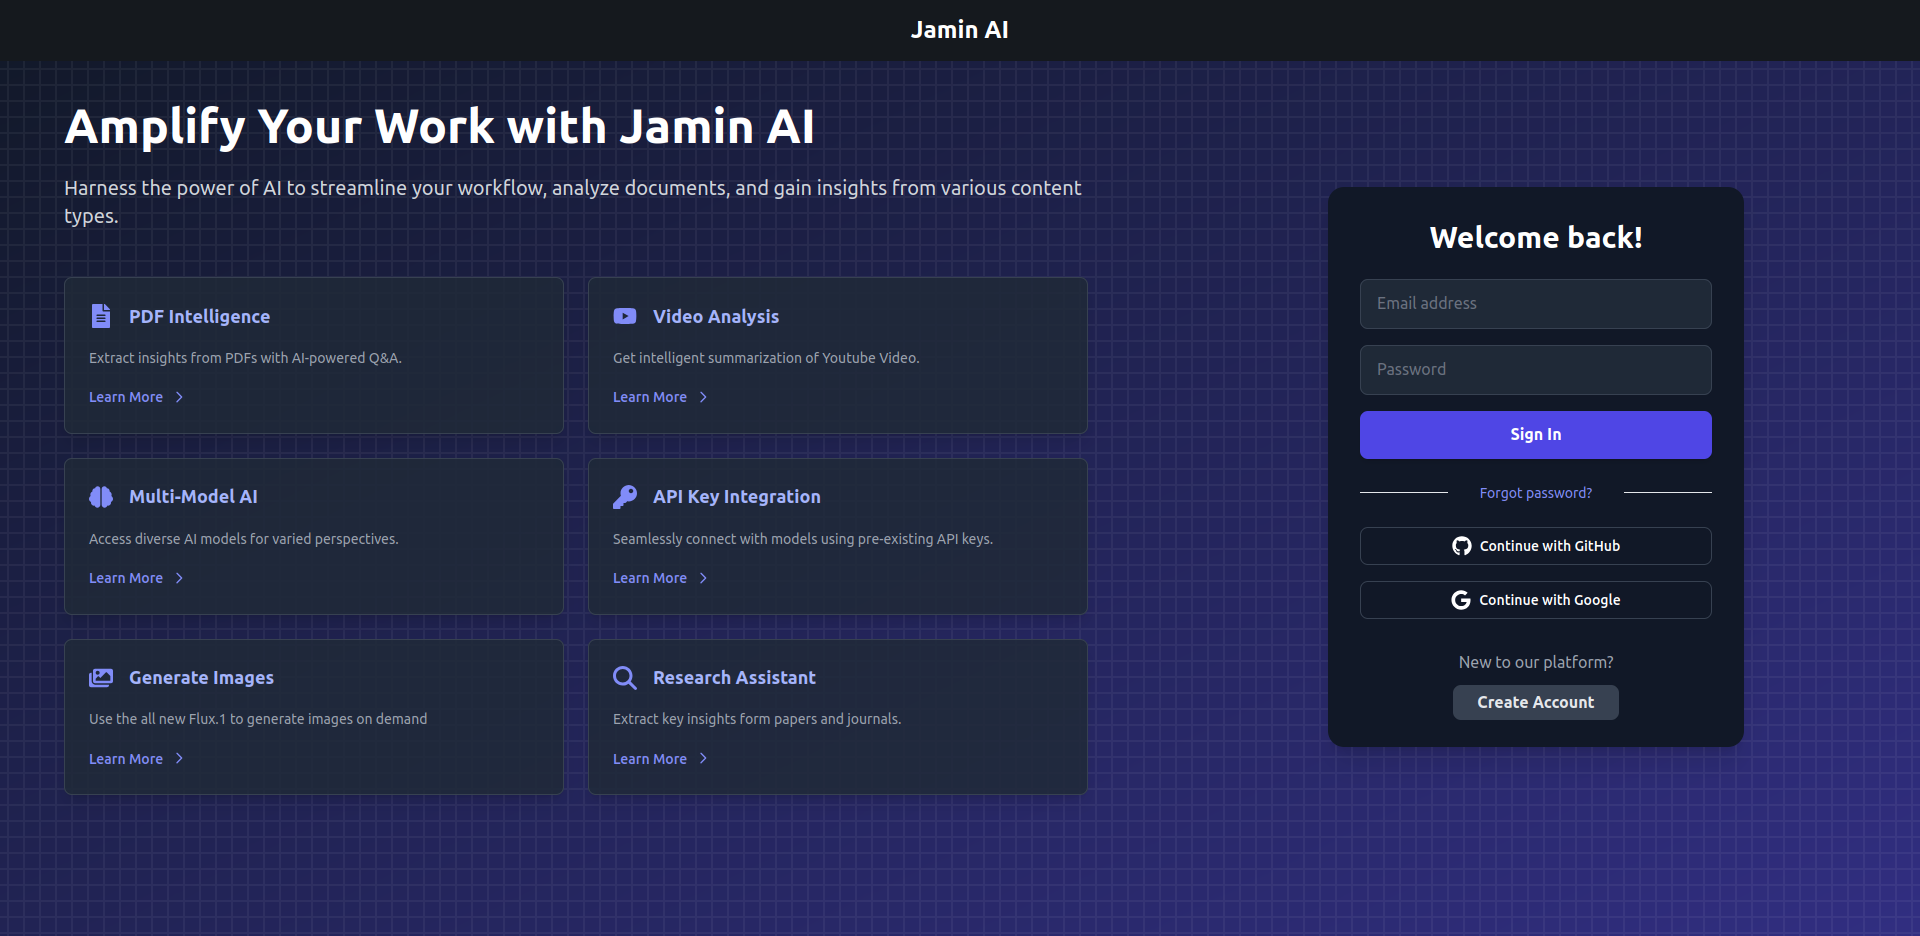 Jamin AI
Amplify Your Work with Jamin AI
Harness the power of AI to streamline your workflow, analyze documents, and gain insights from various content
types.
PDF Intelligence
Extract insights from PDFs with AI-powered Q&A.
Learn More
Video Analysis
Get intelligent summarization of Youtube Video.
Learn More
Multi-Model AI
Access diverse AI models for varied perspectives.
Learn More
API Key Integration
Seamlessly connect with models using pre-existing API keys.
Learn More
Generate Images
Use the all new Flux.1 to generate images on demand
Learn More
Research Assistant
Extract key insights form papers and journals.
Learn More
Welcome back!
Email address
Password
Sign In
Forgot password?
Continue with GitHub
Continue with Google
New to our platform?
Create Account